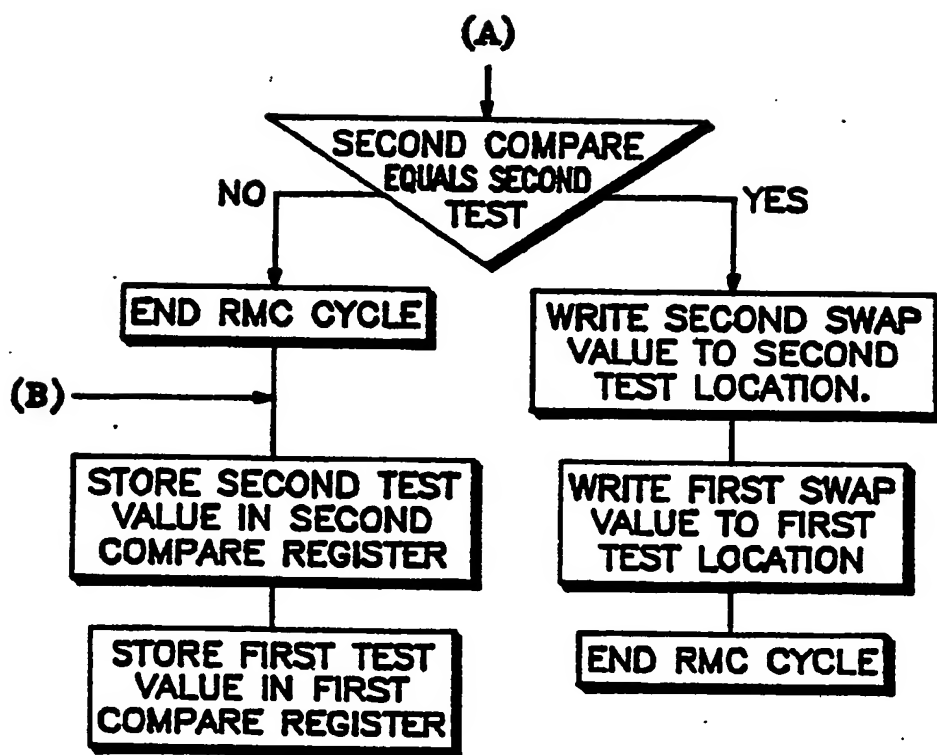 (A)
SECOND COMPARE
EQUALS SECOND
TEST
NO
YES
END RMC CYCLE
WRITE SECOND SWAP
VALUE TO SECOND
TEST LOCATION.
(B)
STORE SECOND TEST
VALUE IN SECOND
COMPARE REGISTER
WRITE FIRST SWAP
VALUE TO FIRST
TEST LOCATION
STORE FIRST TEST
VALUE IN FIRST
COMPARE REGISTER
END RMC CYCLE